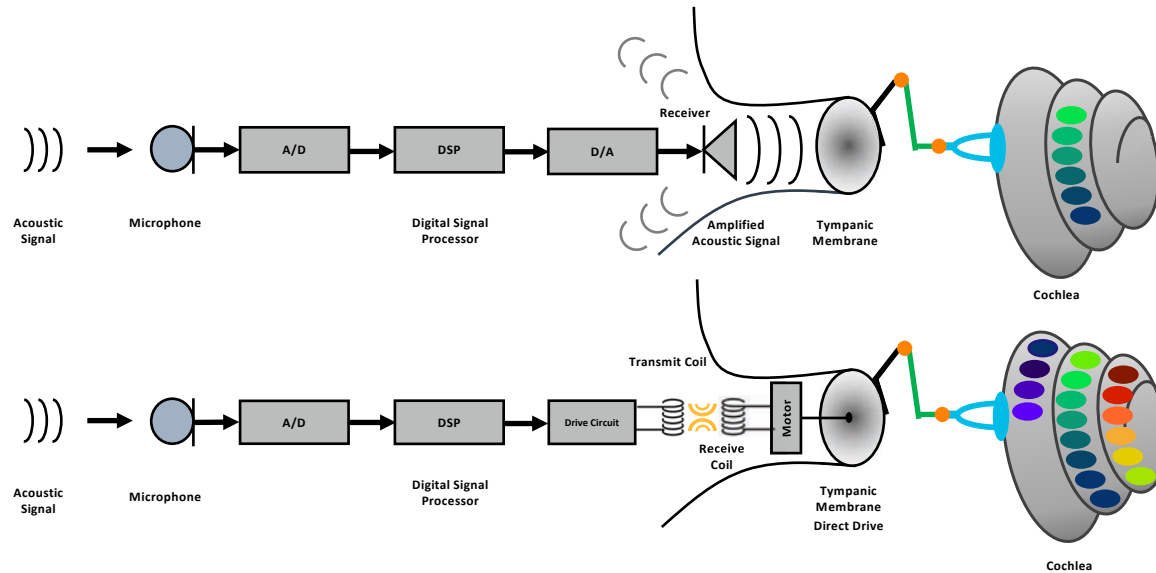 Receiver
A/D
DSP
D/A
Acoustic
Signal
Microphone
Digital Signal
Processor
Amplified
Acoustic Signal
Tympanic
Membrane
Cochlea
Transmit Coil
A/D
DSP
Drive Circuit
Motor
Receive
Coil
Acoustic
Signal
Microphone
Digital Signal
Processor
Tympanic
Membrane
Direct Drive
Cochlea